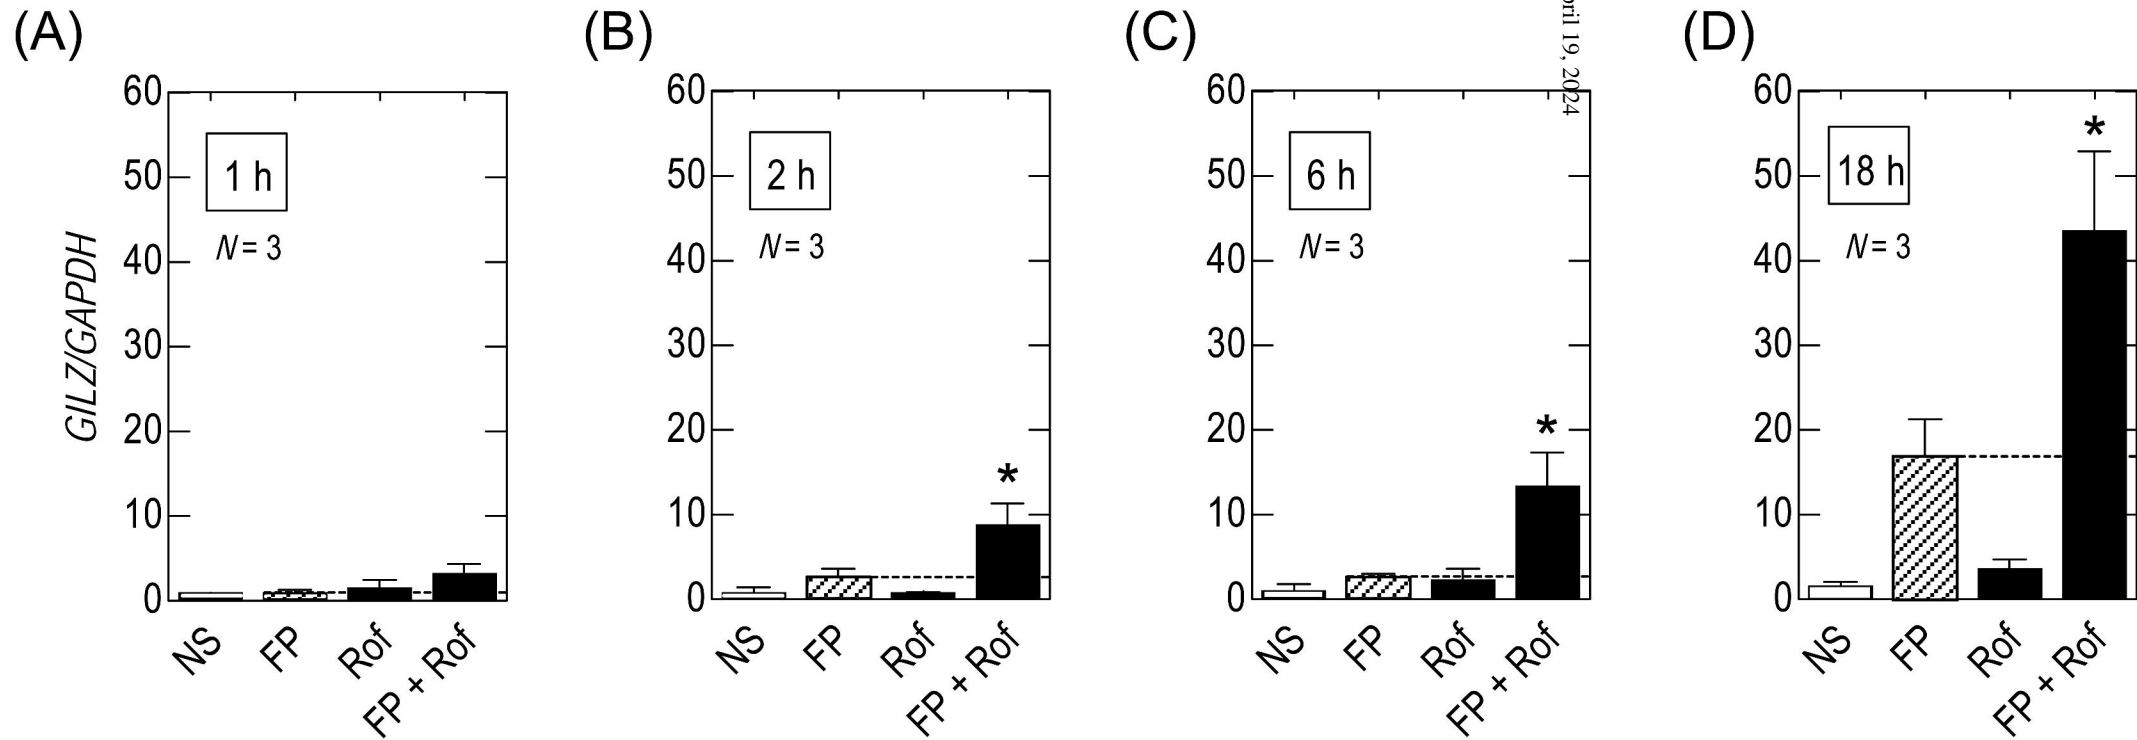 (A)
GILZ/GAPDH
60
50
40
30
20
10
0
1 h
N = 3
NS
FP
Rof
FP + Rof
(B)
60
50
40
30
20
10
0
2 h
N = 3
NS
FP
Rof
FP + Rof
*
(C)
60
50
40
30
20
10
0
6 h
N = 3
NS
FP
Rof
FP + Rof
*
pril 19, 2024
(D)
60
50
40
30
20
10
0
18 h
N = 3
NS
FP
Rof
FP + Rof
*